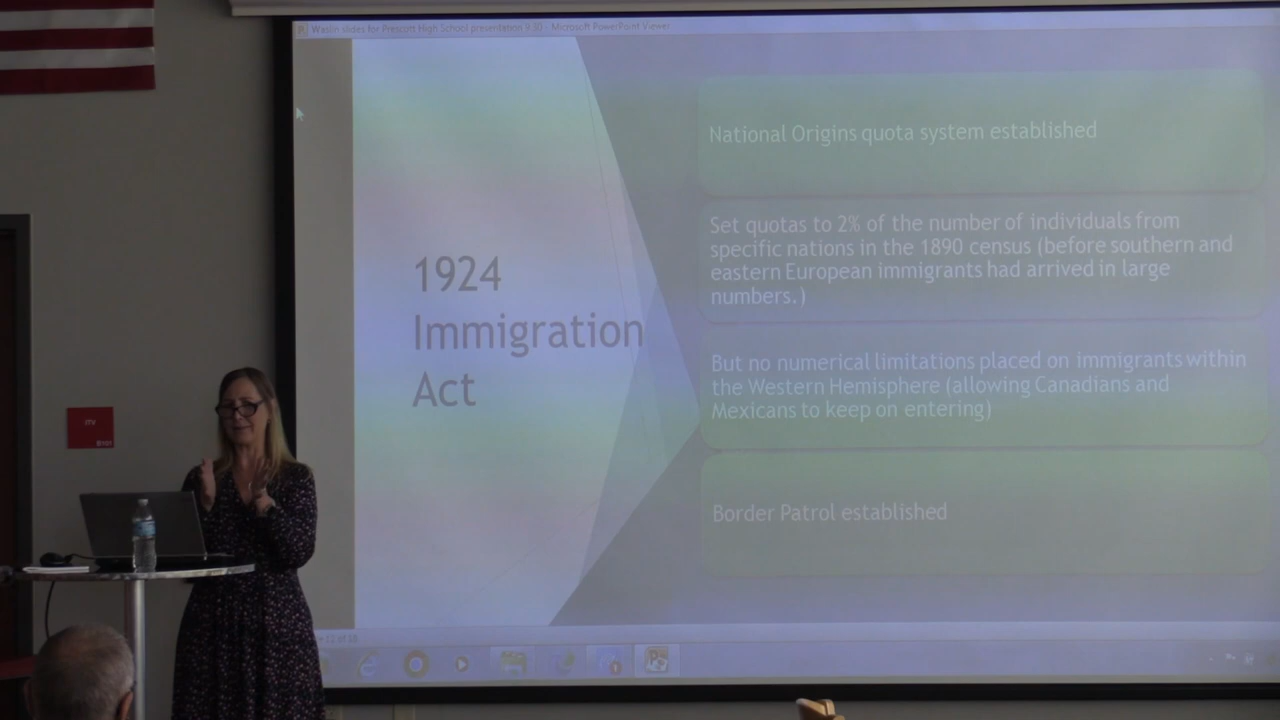 Waslin slides for Prescott High School presentation 9.30 - Microsoft PowerPoint Viewer
1924
Immigration
Act
National Origins quota system established
Set quotas to 2% of the number of individuals from
specific nations in the 1890 census (before southern and
eastern European immigrants had arrived in large
numbers.)
But no numerical limitations placed on immigrants within
the Western Hemisphere (allowing Canadians and
Mexicans to keep on entering)
Border Patrol established
ITV
B101